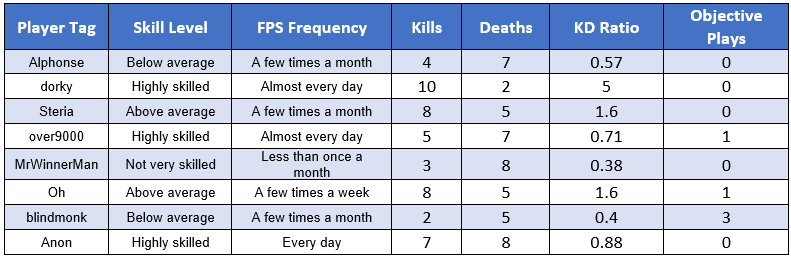 Player Tag Skill Level FPS Frequency Kills Deaths KD Ratio Objective
Plays
Alphonse Below average A few times a month 4 7 0.57 0
dorky Highly skilled Almost every day 10 2 5 0
Steria Above average A few times a month 8 5 1.6 0
over9000 Highly skilled Almost every day 5 7 0.71 1
MrWinnerMan Not very skilled Less than once a
month 3 8 0.38 0
Oh Above average A few times a week 8 5 1.6 1
blindmonk Below average A few times a month 2 5 0.4 3
Anon Highly skilled Every day 7 8 0.88 0